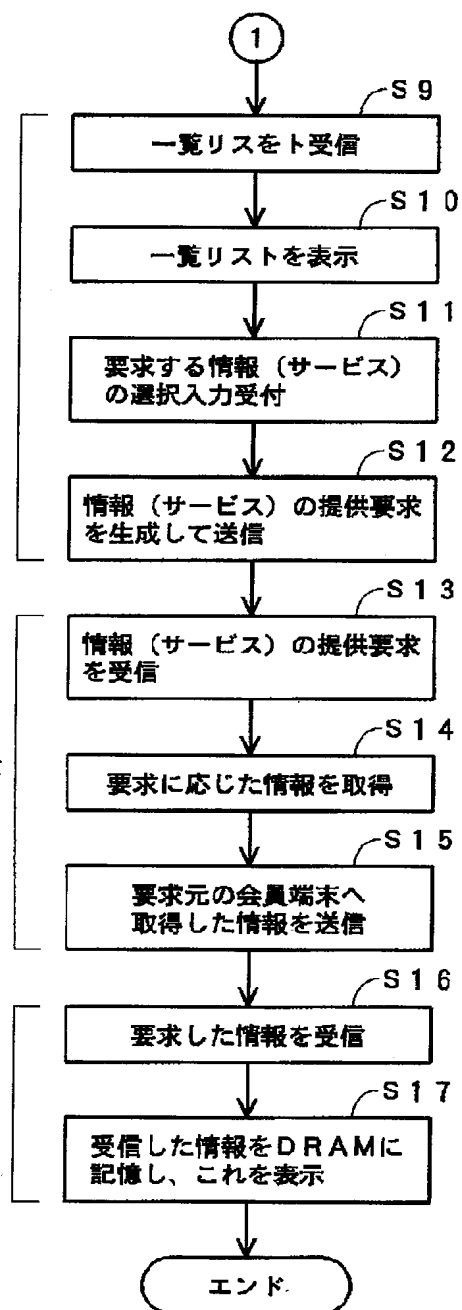 1
S9
一覧リスをト受信
S10
一覧リストを表示
S11
要求する情報（サービス）
の選択入力受付
S12
情報（サービス）の提供要求
を生成して送信
S13
情報（サービス）の提供要求
を受信
S14
要求に応じた情報を取得
S15
要求元の会員端末へ
取得した情報を送信
S16
要求した情報を受信
S17
受信した情報をDRAMに
記憶し、これを表示
エンド